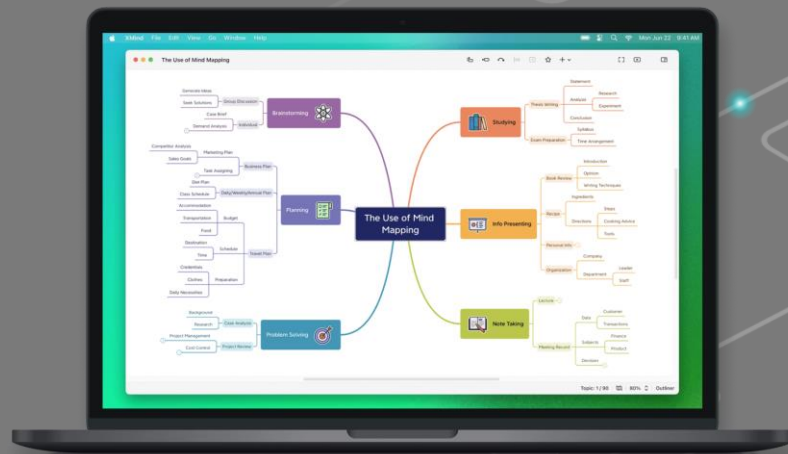 XMind File Edit View Go Window Help
Mon Jun 22 9:41 AM
The Use of Mind Mapping
The Use of Mind
Mapping
Brainstorming
Group Discussion
Generate Ideas
Seek Solutions
Individual
Case Brief
Demand Analysis
Planning
Business Plan
Marketing Plan
Competitor Analysis
Sales Goals
Task Assigning
Daily/Weekly/Annual Plan
Diet Plan
Class Schedule
Travel Plan
Budget
Accommodation
Transportation
Food
Schedule
Destination
Time
Preparation
Credentials
Clothes
Daily Necessities
Problem Solving
Case Analysis
Background
Research
Project Review
Project Management
Cost Control
Studying
Thesis Writing
Statement
Analysis
Research
Experiment
Conclusion
Exam Preparation
Syllabus
Time Arrangement
Info Presenting
Book Review
Introduction
Opinion
Writing Techniques
Recipe
Ingredients
Directions
Steps
Cooking Advice
Tools
Personal Info
Organization
Company
Department
Leader
Staff
Note Taking
Lecture
Meeting Record
Data
Customer
Transactions
Subjects
Finance
Product
Decision
Topic: 1 / 90 80% Outliner